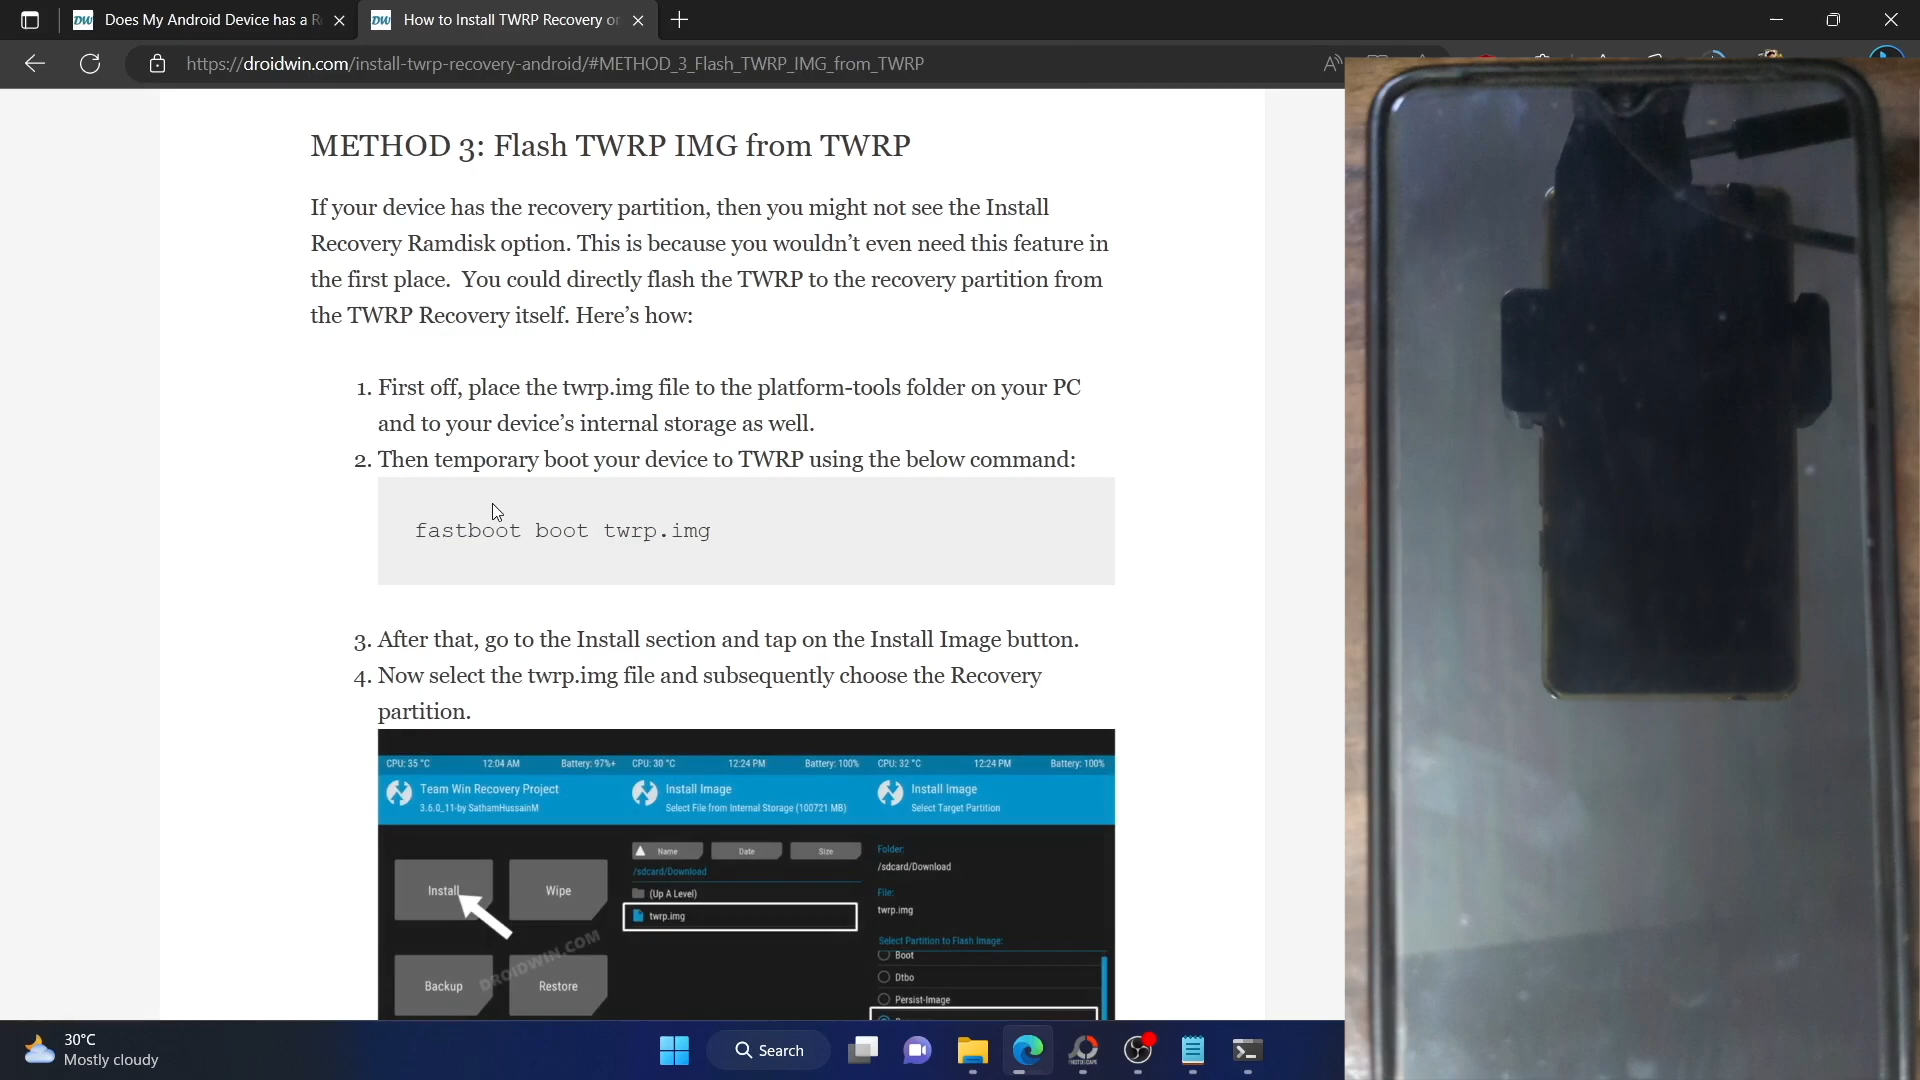 Does My Android Device has a R
How to Install TWRP Recovery or
https://droidwin.com/install-twrp-recovery-android/#METHOD_3_Flash_TWRP_IMG_from_TWRP
METHOD 3: Flash TWRP IMG from TWRP
If your device has the recovery partition, then you might not see the Install
Recovery Ramdisk option. This is because you wouldn’t even need this feature in
the first place. You could directly flash the TWRP to the recovery partition from
the TWRP Recovery itself. Here’s how:
1. First off, place the twrp.img file to the platform-tools folder on your PC
and to your device’s internal storage as well.
2. Then temporary boot your device to TWRP using the below command:
fastboot boot twrp.img
3. After that, go to the Install section and tap on the Install Image button.
4. Now select the twrp.img file and subsequently choose the Recovery
partition.
CPU: 35 °C 12:04 AM Battery: 97%+
Team Win Recovery Project
3.6.0_11-by SathamHussainM
Install
Wipe
Backup
Restore
DROIDWIN.COM
CPU: 30 °C 12:24 PM Battery: 100%
Install Image
Select File from Internal Storage (100721 MB)
Name Date Size
/sdcard/Download
(Up A Level)
twrp.img
CPU: 32 °C 12:24 PM Battery: 100%
Install Image
Select Target Partition
Folder:
/sdcard/Download
File:
twrp.img
Select Partition to Flash Image:
Boot
Dtbo
Persist-Image
30°C
Mostly cloudy
Search